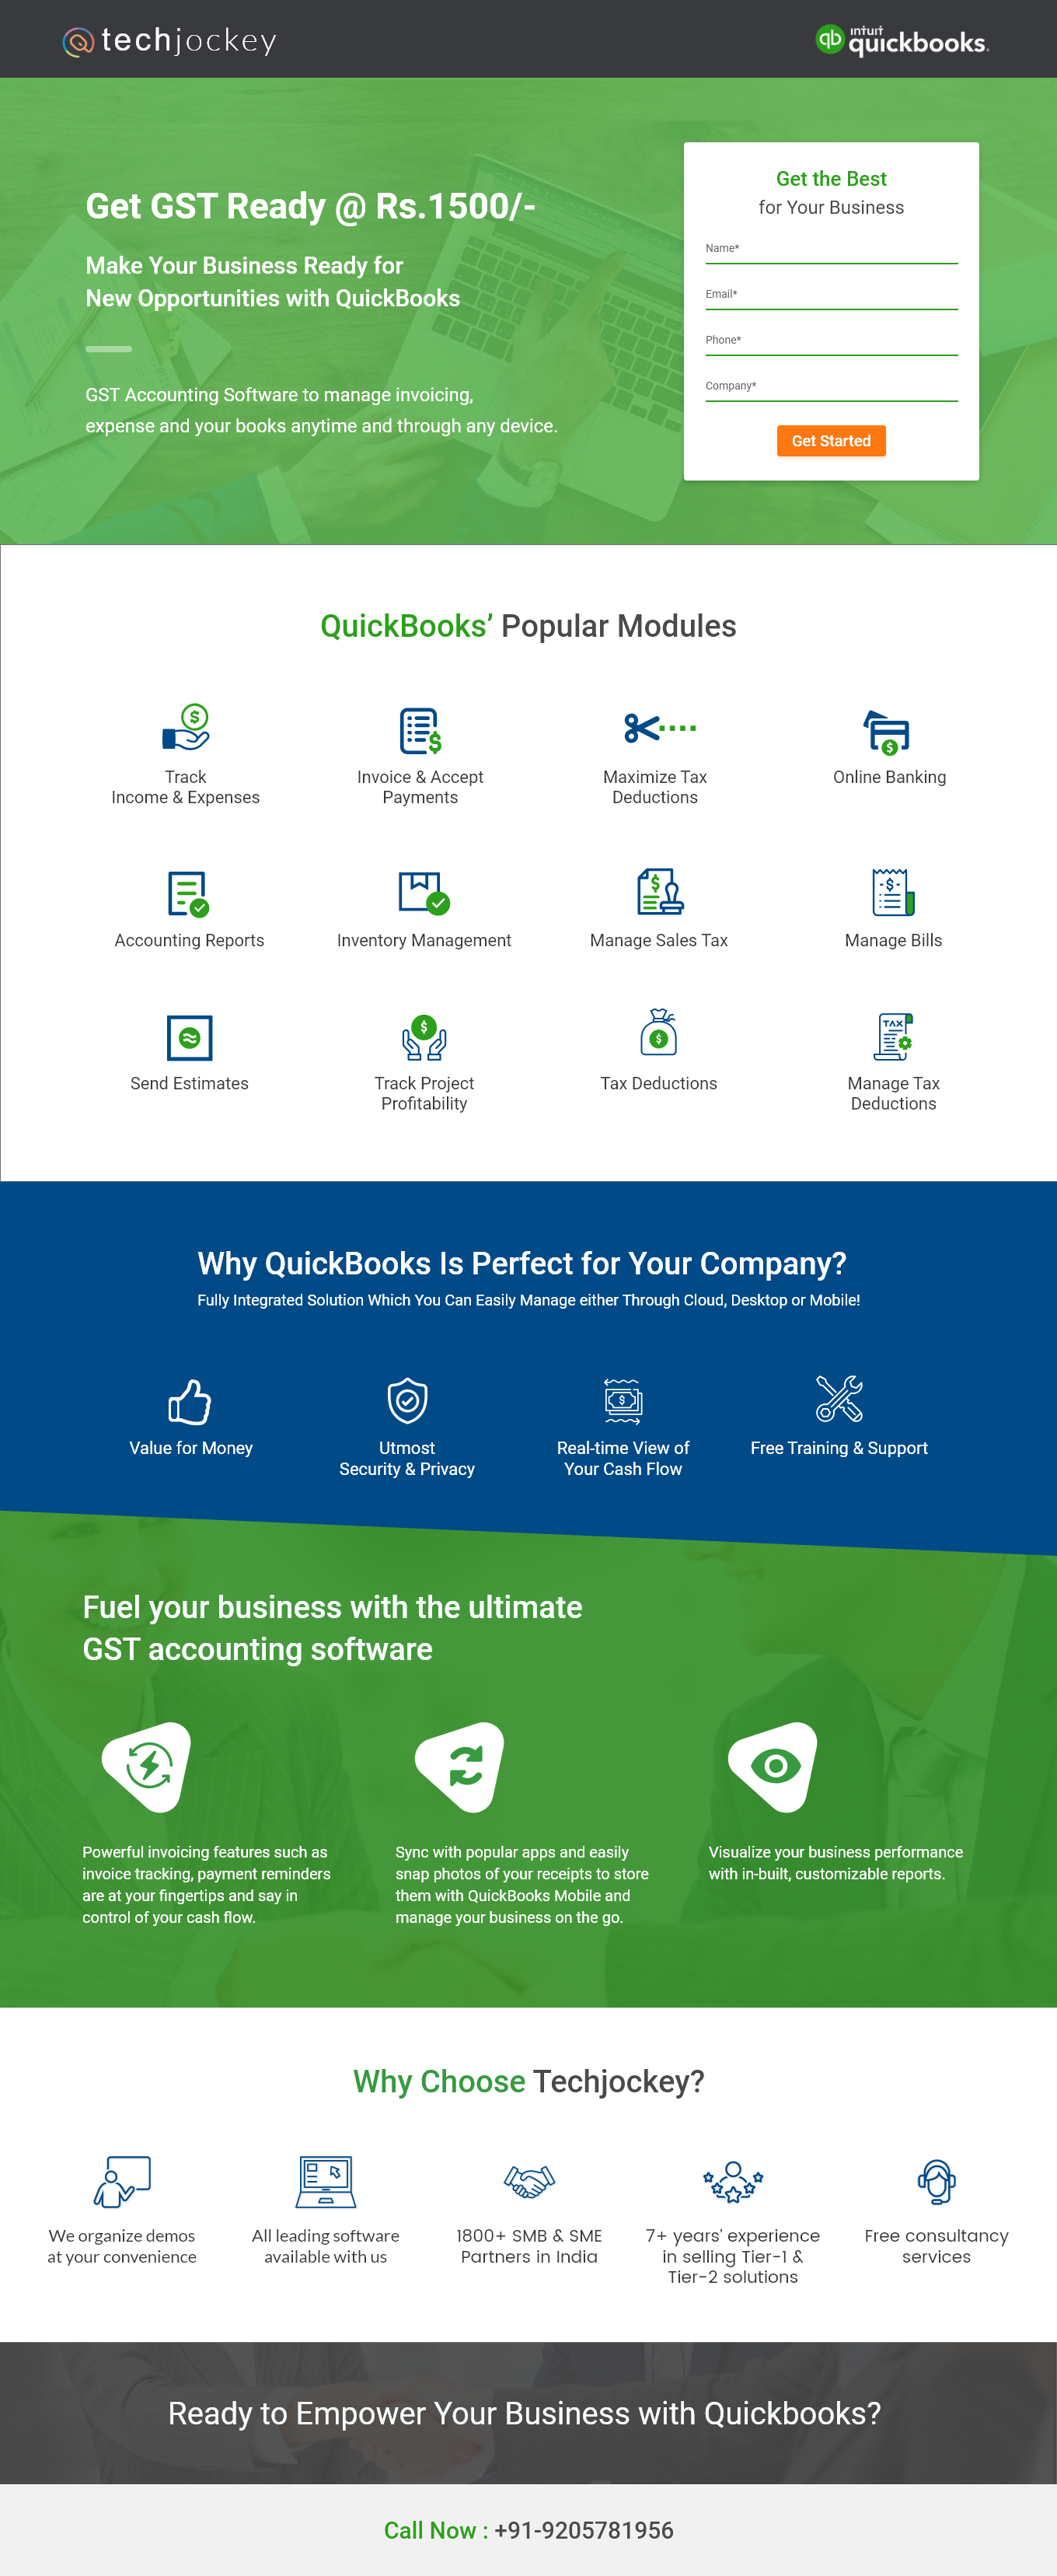 techjockey
intuit
quickbooks.
Get GST Ready @ Rs.1500/-
Make Your Business Ready for
New Opportunities with QuickBooks
GST Accounting Software to manage invoicing,
expense and your books anytime and through any device.
Get the Best
for Your Business
Name*
Email*
Phone*
Company*
Get Started
QuickBooks’ Popular Modules
Track
Income & Expenses
Invoice & Accept
Payments
Maximize Tax
Deductions
Online Banking
Accounting Reports
Inventory Management
Manage Sales Tax
Manage Bills
Send Estimates
Track Project
Profitability
Tax Deductions
TAX
Manage Tax
Deductions
Why QuickBooks Is Perfect for Your Company?
Fully Integrated Solution Which You Can Easily Manage either Through Cloud, Desktop or Mobile!
Value for Money
Utmost
Security & Privacy
Real-time View of
Your Cash Flow
Free Training & Support
Fuel your business with the ultimate
GST accounting software
Powerful invoicing features such as
invoice tracking, payment reminders
are at your fingertips and say in
control of your cash flow.
Sync with popular apps and easily
snap photos of your receipts to store
them with QuickBooks Mobile and
manage your business on the go.
Visualize your business performance
with in-built, customizable reports.
Why Choose Techjockey?
We organize demos
at your convenience
All leading software
available with us
1800+ SMB & SME
Partners in India
7+ years' experience
in selling Tier-1 &
Tier-2 solutions
Free consultancy
services
Ready to Empower Your Business with Quickbooks?
Call Now : +91-9205781956